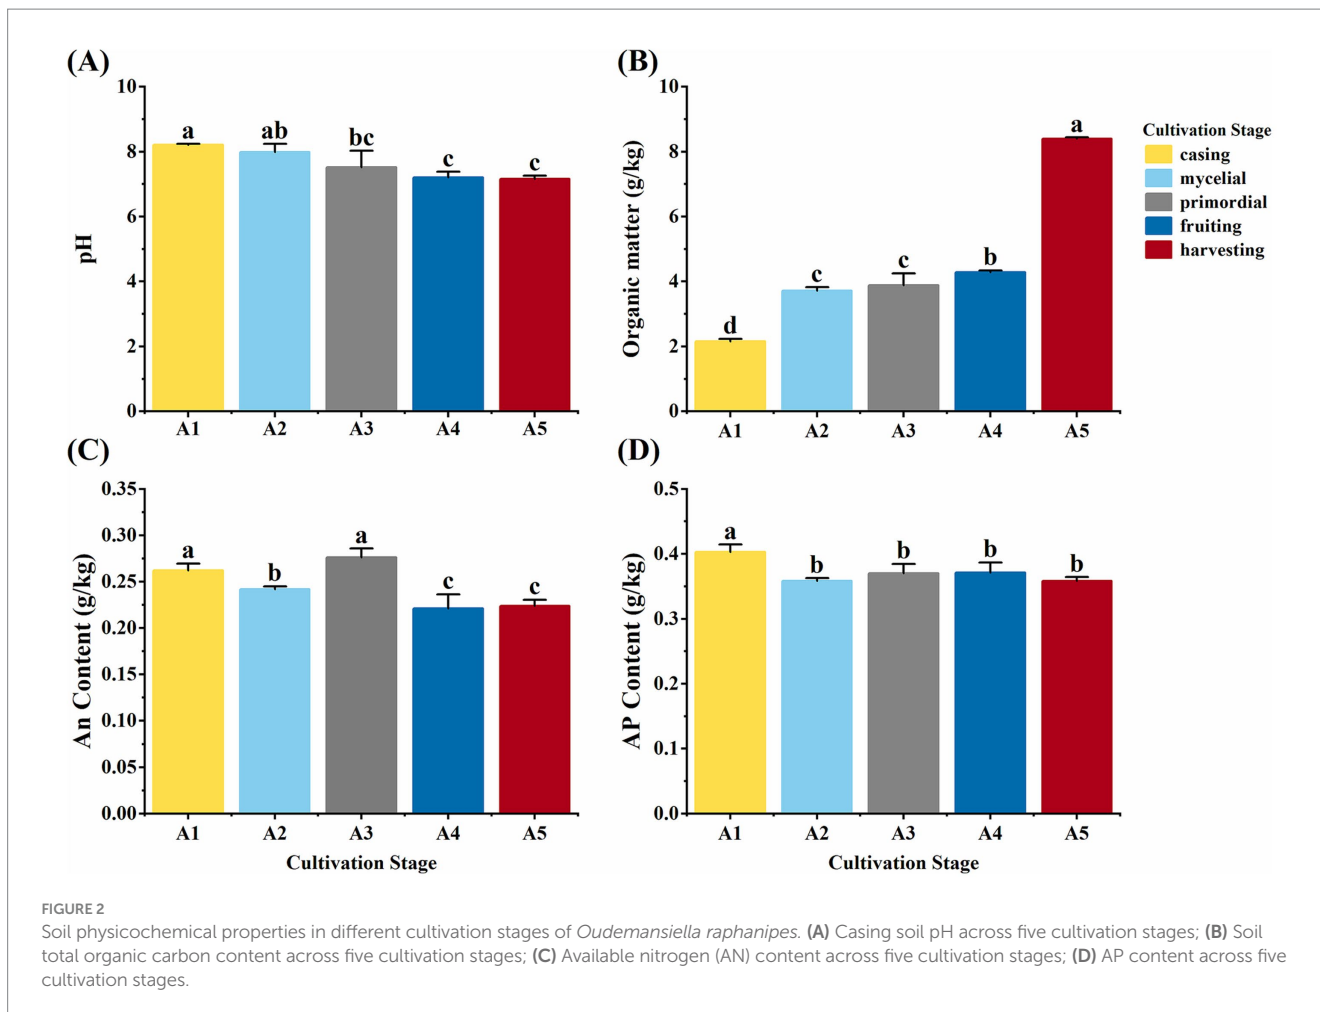 (A)
10
8
6
4
2
0
pH
a
ab
bc
c
c
A1 A2 A3 A4 A5
(B)
10
8
6
4
2
0
Organic matter (g/kg)
d
c
c
b
a
A1 A2 A3 A4 A5
Cultivation Stage
casing
mycelial
primordial
fruiting
harvesting
(C)
0.35
0.30
0.25
0.20
0.15
0.10
0.05
0.00
An Content (g/kg)
a
b
a
c
c
A1 A2 A3 A4 A5
Cultivation Stage
(D)
0.5
0.4
0.3
0.2
0.1
0.0
AP Content (g/kg)
a
b
b
b
b
A1 A2 A3 A4 A5
Cultivation Stage
FIGURE 2
Soil physicochemical properties in different cultivation stages of Oudemansiella raphanipes. (A) Casing soil pH across five cultivation stages; (B) Soil
total organic carbon content across five cultivation stages; (C) Available nitrogen (AN) content across five cultivation stages; (D) AP content across five
cultivation stages.